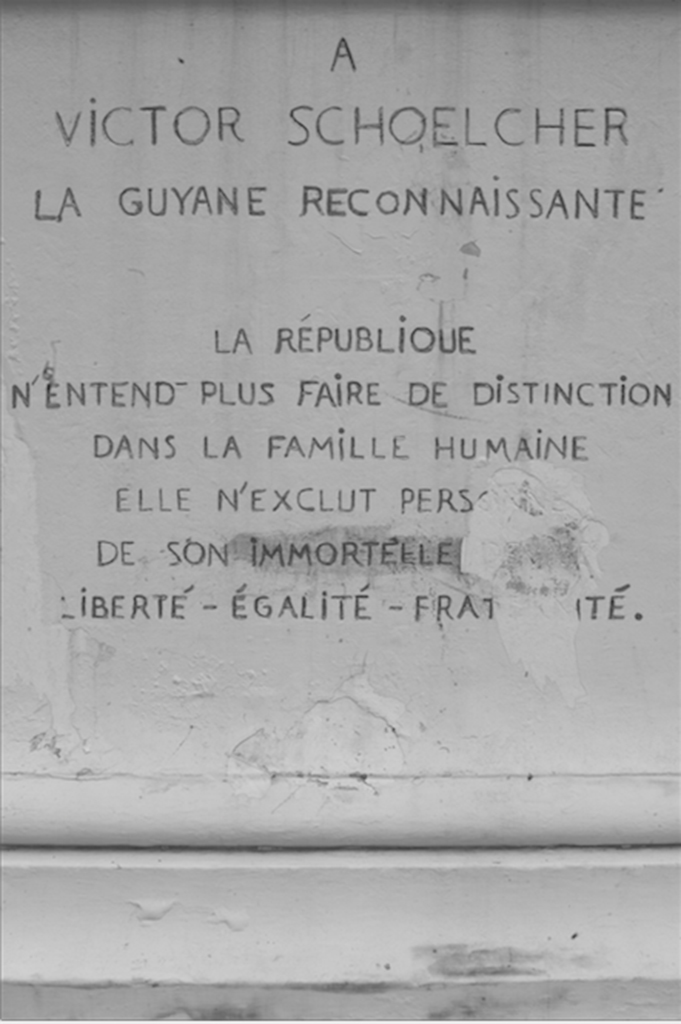 A
VICTOR SCHOELCHER
LA GUYANE RECONNAISSANTE
LA RÉPUBLIQUE
N'ENTEND PLUS FAIRE DE DISTINCTION
DANS LA FAMILLE HUMAINE
ELLE N'EXCLUT
DE SON IMMORTELLE
LIBERTÉ - ÉGALITÉ -